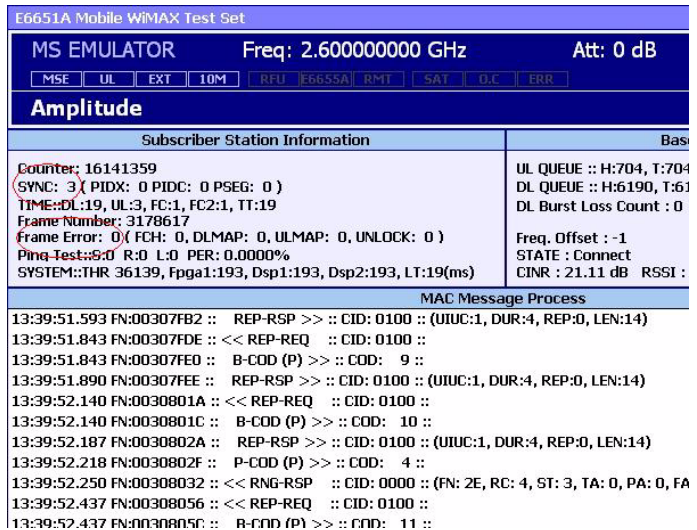 E6651A Mobile WiMAX Test Set
MS EMULATOR Freq: 2.600000000 GHz Att: 0 dB
MSE UL EXT 10M RFU E6655A RMT SAT O.C ERR
Amplitude
Subscriber Station Information
Counter: 16141359
SYNC: 3 ( PIDX: 0 PIDC: 0 PSEG: 0 )
TIME::DL:19, UL:3, FC:1, FC2:1, TT:19
Frame Number: 3178617
Frame Error: 0 ( FCH: 0, DLMAP: 0, ULMAP: 0, UNLOCK: 0 )
Ping Test::S:0 R:0 L:0 PER: 0.0000%
SYSTEM::THR 36139, Fpga1:193, Dsp1:193, Dsp2:193, LT:19(ms)
Bas
UL QUEUE :: H:704, T:704
DL QUEUE :: H:6190, T:61
DL Burst Loss Count : 0
Freq. Offset : -1
STATE : Connect
CINR : 21.11 dB RSSI :
MAC Message Process
13:39:51.593 FN:00307FB2 :: REP-RSP >> :: CID: 0100 :: (UIUC:1, DUR:4, REP:0, LEN:14)
13:39:51.843 FN:00307FDE :: << REP-REQ :: CID: 0100 ::
13:39:51.843 FN:00307FE0 :: B-COD (P) >> :: COD: 9 ::
13:39:51.890 FN:00307FEE :: REP-RSP >> :: CID: 0100 :: (UIUC:1, DUR:4, REP:0, LEN:14)
13:39:52.140 FN:0030801A :: << REP-REQ :: CID: 0100 ::
13:39:52.140 FN:0030801C :: B-COD (P) >> :: COD: 10 ::
13:39:52.187 FN:0030802A :: REP-RSP >> :: CID: 0100 :: (UIUC:1, DUR:4, REP:0, LEN:14)
13:39:52.218 FN:0030802F :: P-COD (P) >> :: COD: 4 ::
13:39:52.250 FN:00308032 :: << RNG-RSP :: CID: 0000 :: (FN: 2E, RC: 4, ST: 3, TA: 0, PA: 0, FA
13:39:52.437 FN:00308056 :: << REP-REQ :: CID: 0100 ::
13:39:52.437 FN:0030805C :: B-COD (P) >> :: COD: 11 ::